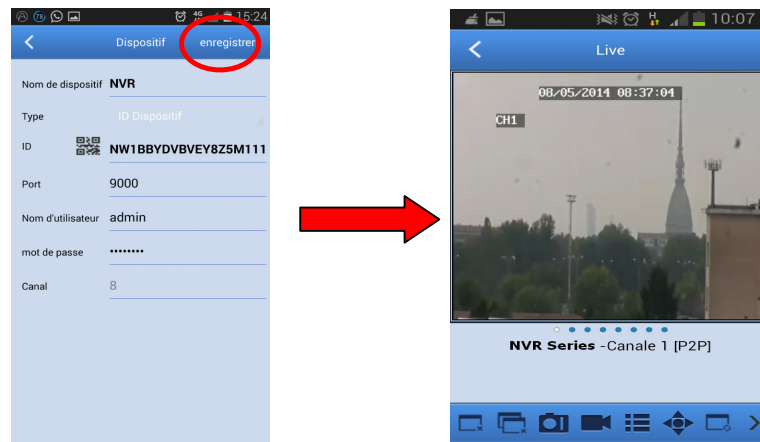 78 4G 15:24
Dispositif enregistrer
Nom de dispositif NVR
Type ID Dispositif
ID NW1BBYDVBVEY8Z5M111
Port 9000
Nom d'utilisateur admin
mot de passe ••••••••
Canal 8
H 10:07
Live
08/05/2014 08:37:04
CH1
NVR Series -Canale 1 [P2P]